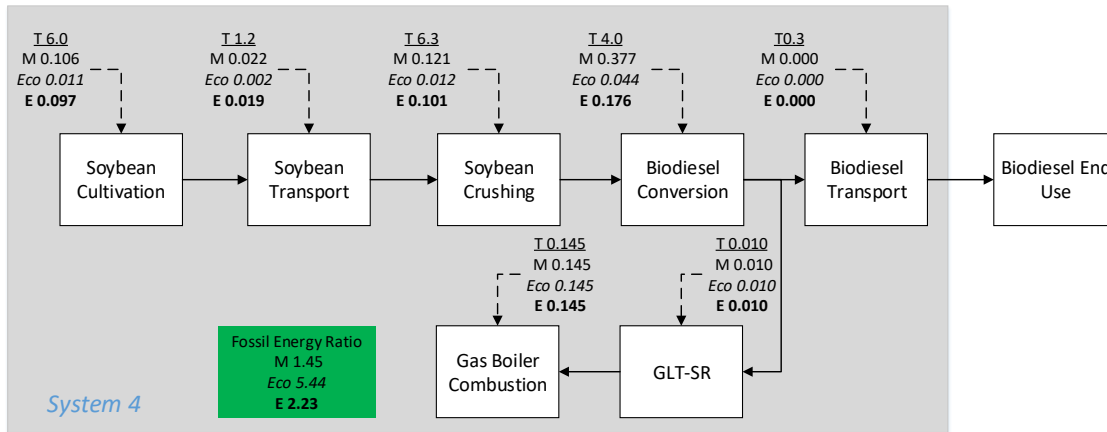 T 6.0
M 0.106
Eco 0.011
E 0.097
T 1.2
M 0.022
Eco 0.002
E 0.019
T 6.3
M 0.121
Eco 0.012
E 0.101
T 4.0
M 0.377
Eco 0.044
E 0.176
T0.3
M 0.000
Eco 0.000
E 0.000
Soybean
Cultivation
Soybean
Transport
Soybean
Crushing
Biodiesel
Conversion
Biodiesel
Transport
Biodiesel End
Use
T 0.145
M 0.145
Eco 0.145
E 0.145
T 0.010
M 0.010
Eco 0.010
E 0.010
Fossil Energy Ratio
M 1.45
Eco 5.44
E 2.23
Gas Boiler
Combustion
GLT-SR
System 4